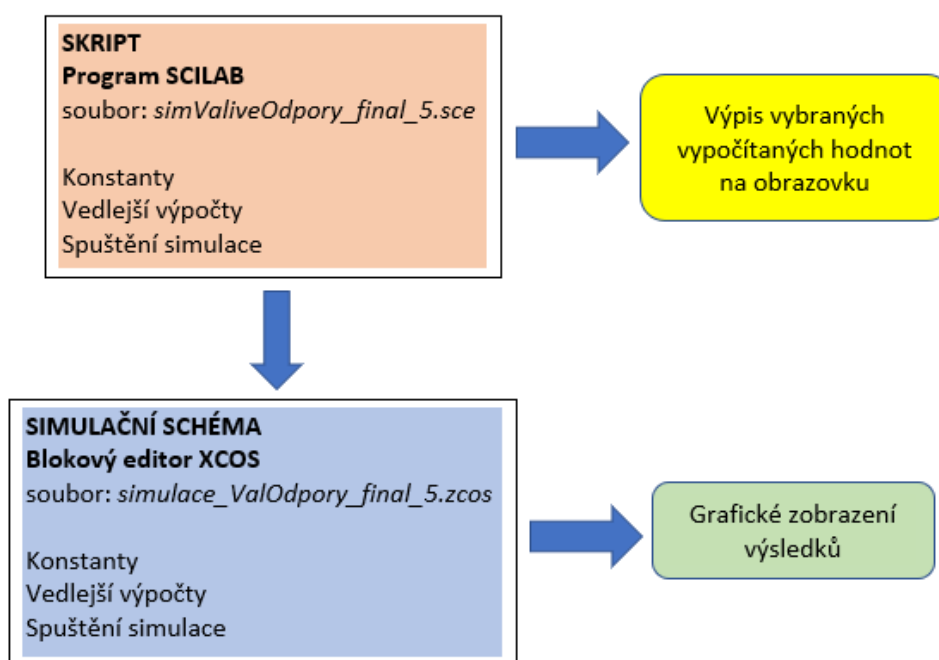 SKRIPT
Program SCILAB
soubor: simValiveOdpory_final_5.sce
Konstanty
Vedlejší výpočty
Spuštění simulace
Výpis vybraných
vypočítaných hodnot
na obrazovku
SIMULAČNÍ SCHÉMA
Blokový editor XCOS
soubor: simulace_ValOdpory_final_5.zcos
Konstanty
Vedlejší výpočty
Spuštění simulace
Grafické zobrazení
výsledků